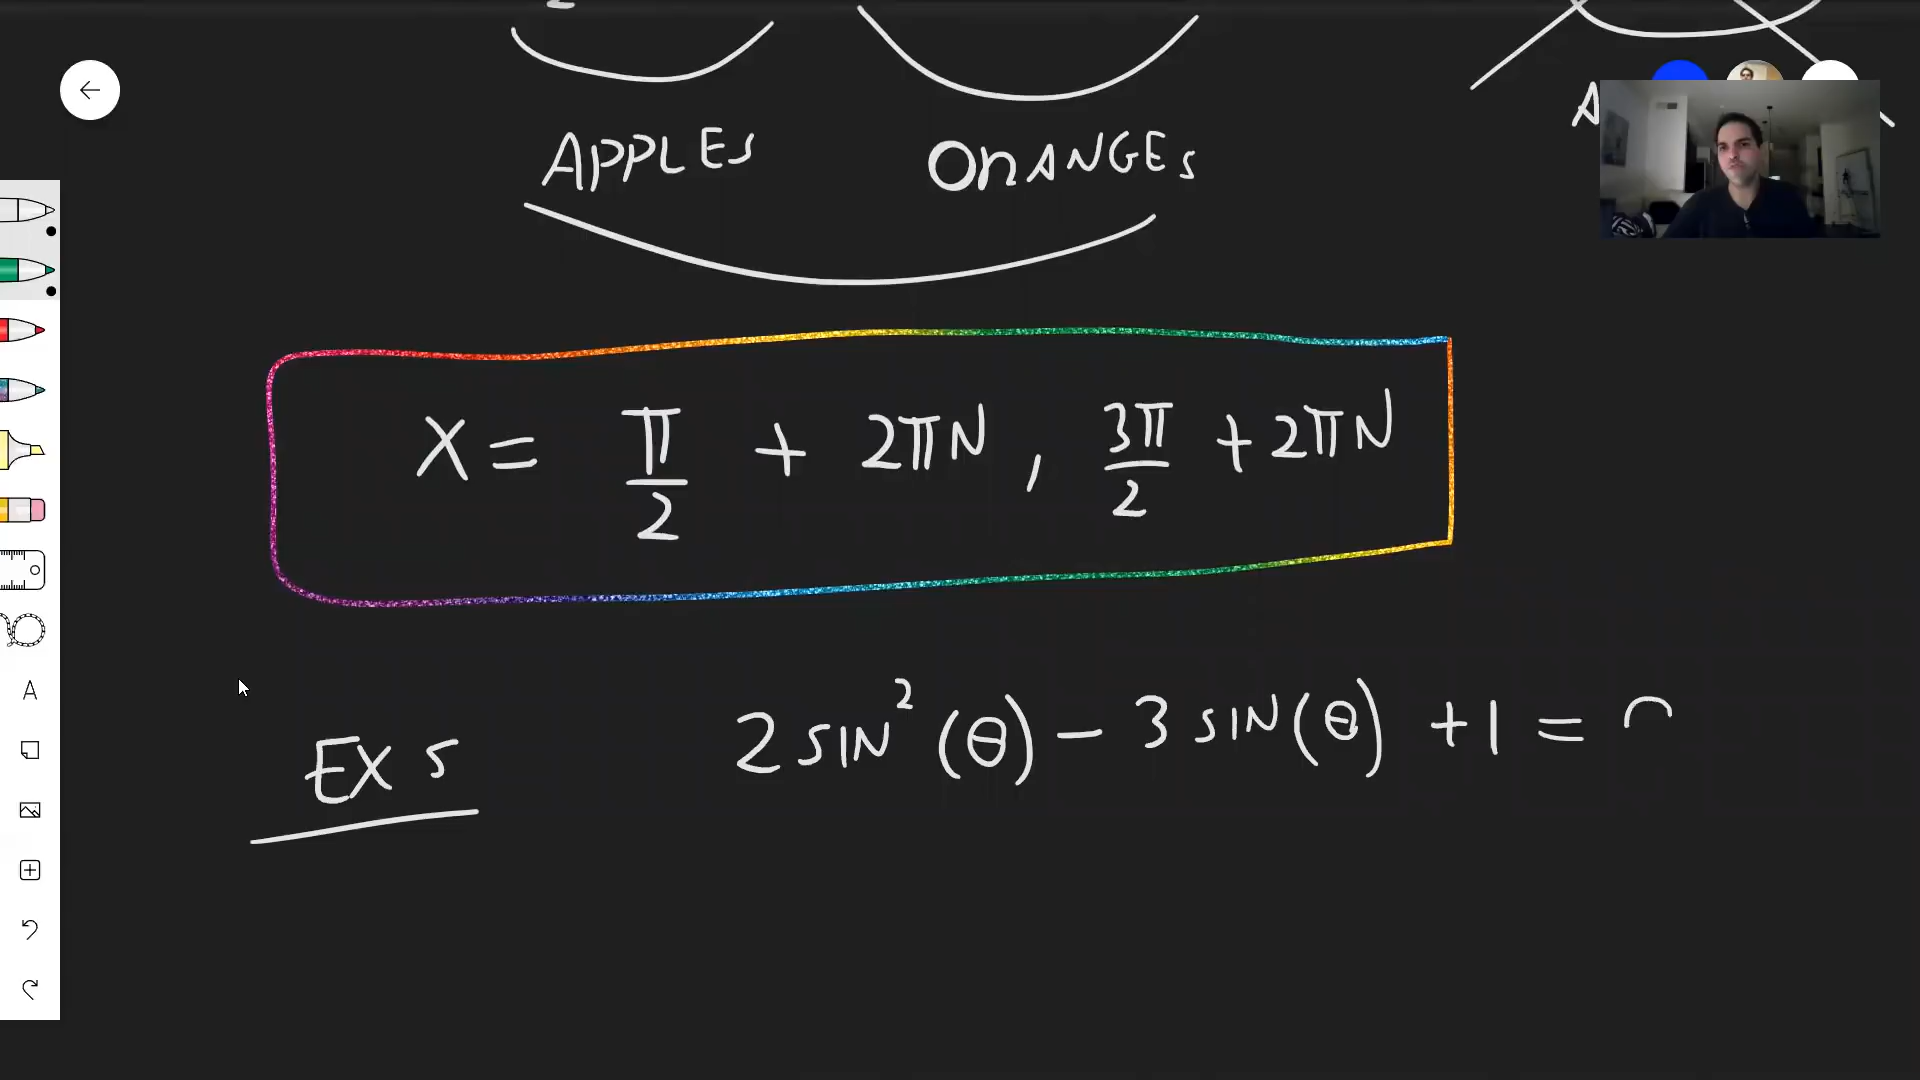 APPLES ORANGES
X = π/2 + 2πN, 3π/2 + 2πN
EX 5 2 SIN²(θ) - 3 SIN(θ) + 1 =
A